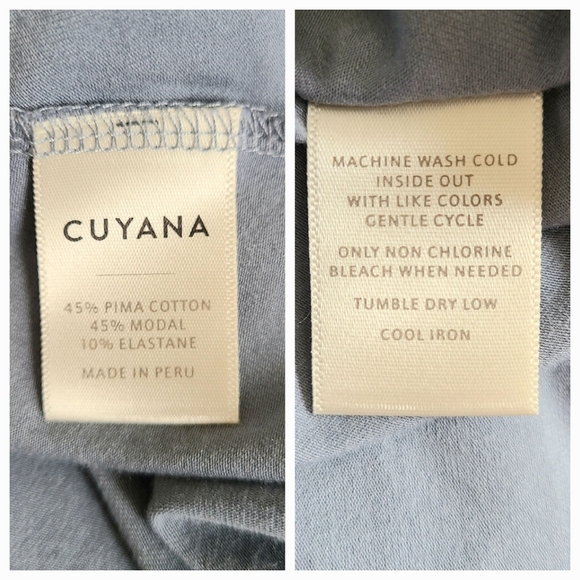 CUYANA
45% PIMA COTTON
45% MODAL
10% ELASTANE
MADE IN PERU
MACHINE WASH COLD
INSIDE OUT
WITH LIKE COLORS
GENTLE CYCLE
ONLY NON CHLORINE
BLEACH WHEN NEEDED
TUMBLE DRY LOW
COOL IRON